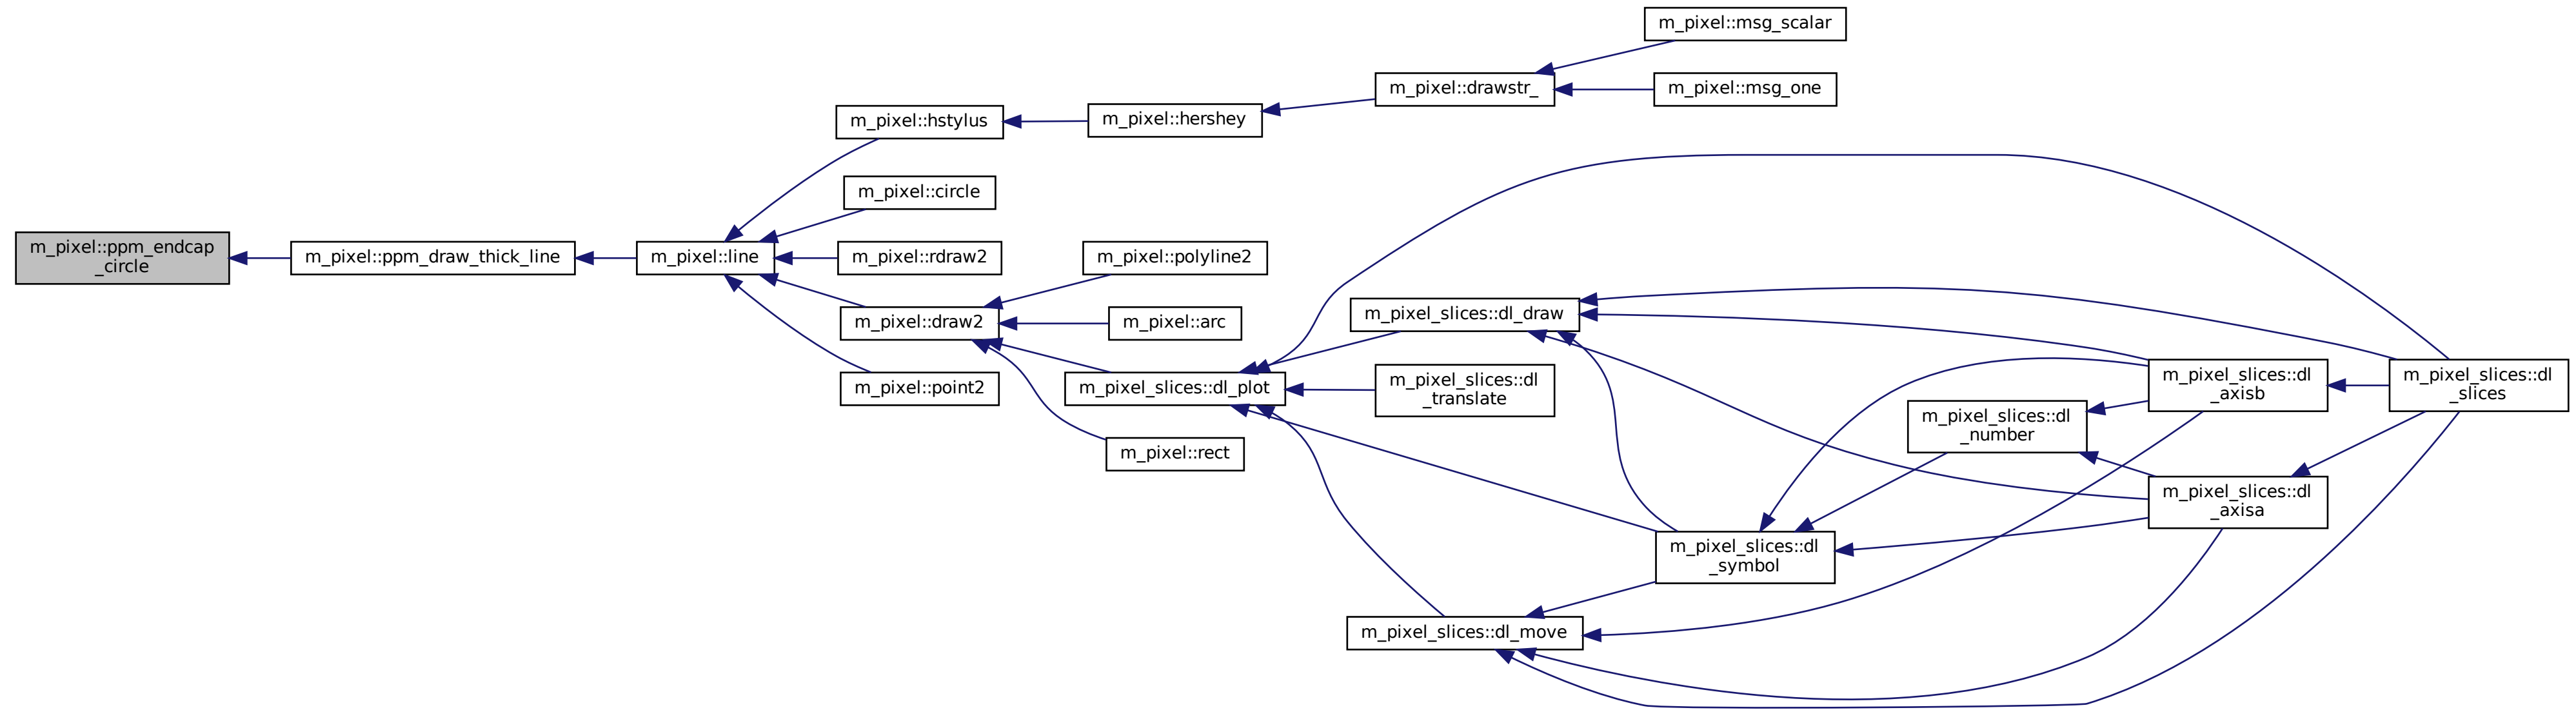 m_pixel::msg_scalar
m_pixel::drawstr_
m_pixel::msg_one
m_pixel::hstylus
m_pixel::hershey
m_pixel::circle
m_pixel::ppm_endcap
_circle
m_pixel::ppm_draw_thick_line
m_pixel::line
m_pixel::rdraw2
m_pixel::polyline2
m_pixel::draw2
m_pixel::arc
m_pixel_slices::dl_draw
m_pixel::point2
m_pixel_slices::dl_plot
m_pixel_slices::dl
_translate
m_pixel_slices::dl
_axisb
m_pixel_slices::dl
_slices
m_pixel_slices::dl
_number
m_pixel::rect
m_pixel_slices::dl
_axisa
m_pixel_slices::dl
_symbol
m_pixel_slices::dl_move